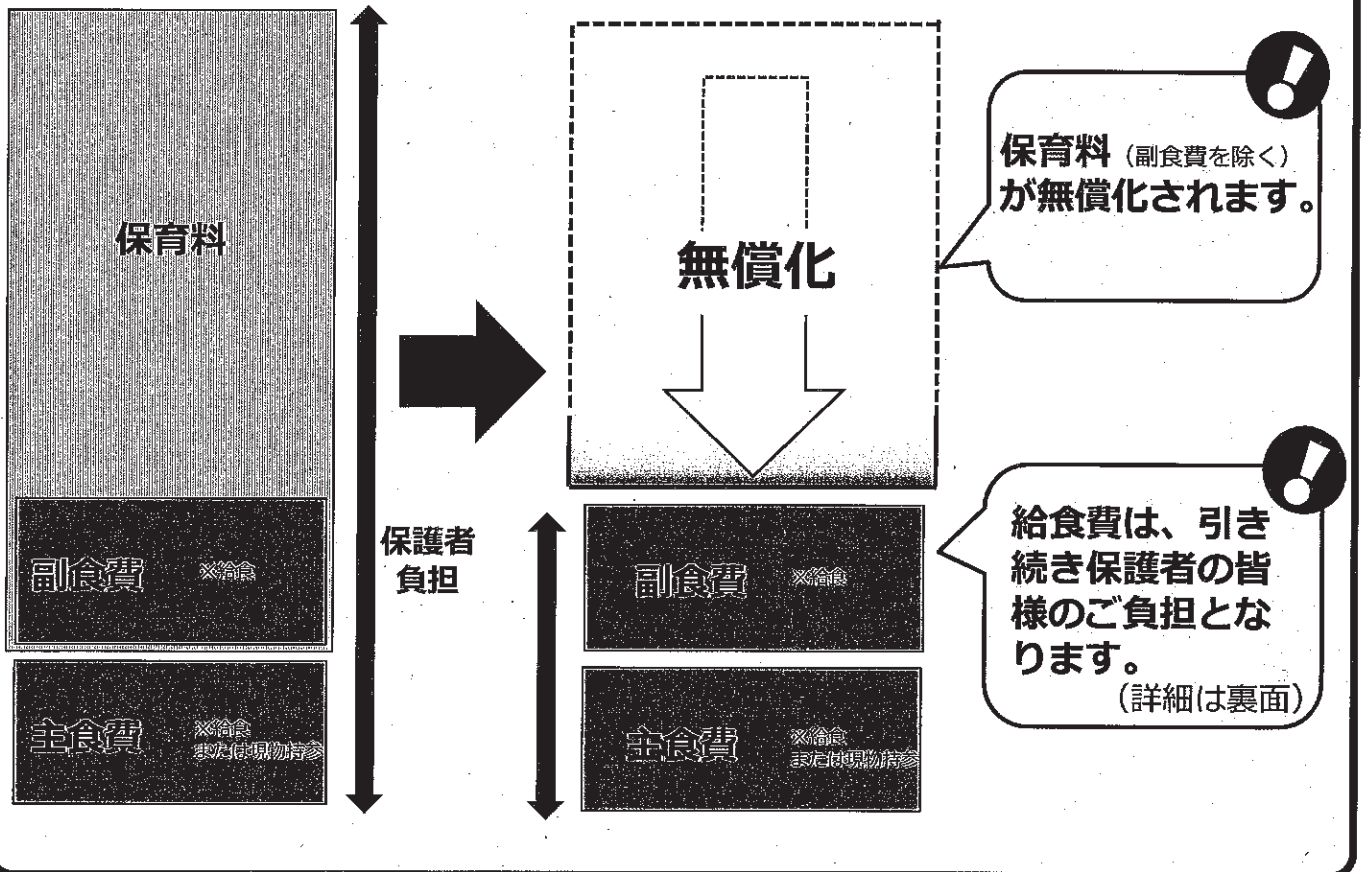 保育料
副食費 ※給食
主食費 ※給食
または現物持参
保護者
負担
無償化
副食費 ※給食
主食費 ※給食
または現物持参
保育料（副食費を除く）
が無償化されます。
給食費は、引き
続き保護者の皆
様のご負担とな
ります。
（詳細は裏面）